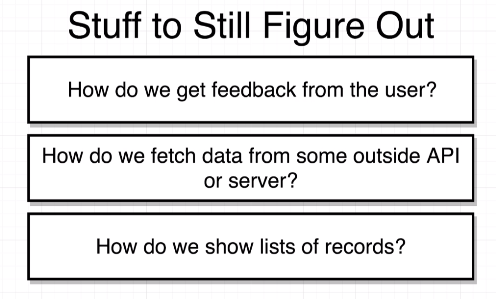 Stuff to Still Figure Out
How do we get feedback from the user?
How do we fetch data from some outside API
or server?
How do we show lists of records?